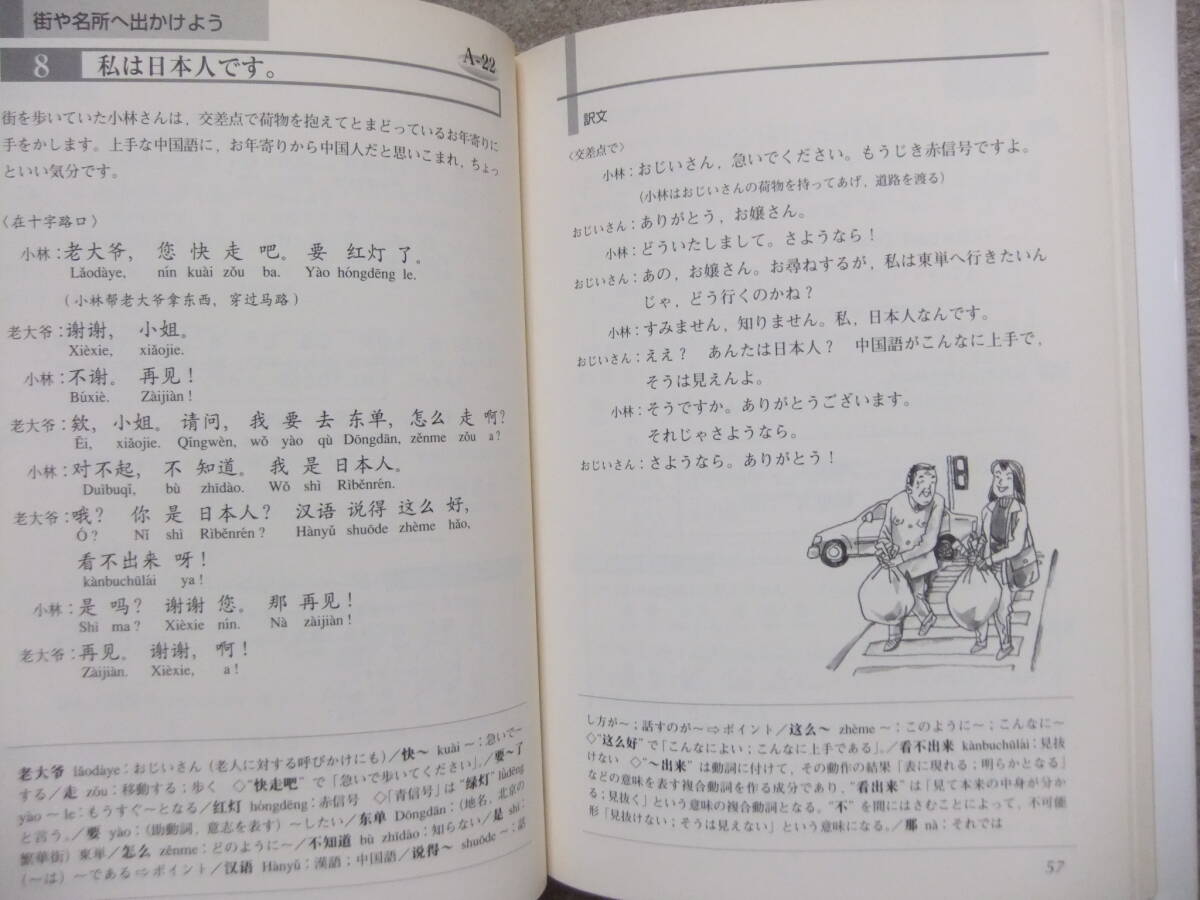 街や名所へ出かけよう
8 私は日本人です。 A-22
街を歩いていた小林さんは，交差点で荷物を抱えてとまどっているお年寄りに
手をかします。上手な中国語に，お年寄りから中国人だと思いこまれ，ちょっ
といい気分です。
〈在十字路口〉
小林：老大爷，您 快 走 吧。要 红灯 了。
Lǎodàye, nín kuài zǒu ba. Yào hóngdēng le.
（小林帮老大爷拿东西，穿过马路）
老大爷：谢谢，小姐。
Xièxie, xiǎojie.
小林：不谢。再见！
Búxiè. Zàijiàn!
老大爷：欸，小姐。请问，我 要 去 东单，怎么 走 啊？
Êi, xiǎojie. Qǐngwèn, wǒ yào qù Dōngdān, zěnme zǒu a?
小林：对不起，不 知道。我 是 日本人。
Duìbuqǐ, bù zhīdào. Wǒ shì Rìběnrén.
老大爷：哦？ 你 是 日本人？ 汉语 说得 这么 好，
Ó? Nǐ shì Rìběnrén? Hànyǔ shuōde zhème hǎo,
看不出来 呀！
kànbuchūlái ya!
小林：是 吗？ 谢谢 您。那 再见！
Shì ma? Xièxie nín. Nà zàijiàn!
老大爷：再见。谢谢，啊！
Zàijiàn. Xièxie, a!
老大爷 lǎodàye：おじいさん（老人に対する呼びかけにも）／快～ kuài ～：急いで～
する／走 zǒu：移動する；歩く ◇“快走吧”で「急いで歩いてください」／要～了
yào ～ le：もうすぐ～となる／红灯 hóngdēng：赤信号 ◇「青信号」は“绿灯”lǜdēng
と言う。／要 yào：（助動詞，意志を表す）～したい／东单 Dōngdān：（地名，北京の
繁華街）東単／怎么 zěnme：どのように～／不知道 bù zhīdào：知らない／是 shì：
（～は）～である⇨ポイント／汉语 Hànyǔ：漢語；中国語／说得～ shuōde ～：話
訳文
〈交差点で〉
小林：おじいさん，急いでください。もうじき赤信号ですよ。
（小林はおじいさんの荷物を持ってあげ，道路を渡る）
おじいさん：ありがとう，お嬢さん。
小林：どういたしまして。さようなら！
おじいさん：あの，お嬢さん。お尋ねするが，私は東単へ行きたいん
じゃ，どう行くのかね？
小林：すみません，知りません。私，日本人なんです。
おじいさん：ええ？ あんたは日本人？ 中国語がこんなに上手で，
そうは見えんよ。
小林：そうですか。ありがとうございます。
それじゃさようなら。
おじいさん：さようなら。ありがとう！
し方が～；話すのが～⇨ポイント／这么～ zhème ～：このように～；こんなに～
◇“这么好”で「こんなによい；こんなに上手である」／看不出来 kànbuchūlái：見抜
けない ◇“～出来”は動詞に付けて，その動作の結果「表に現れる；明らかとなる」
などの意味を表す複合動詞を作る成分であり，“看出来”は「見て本来の中身が分か
る；見抜く」という意味の複合動詞となる。“不”を間にはさむことによって，不可能
形「見抜けない；そうは見えない」という意味になる。／那 nà：それでは
57